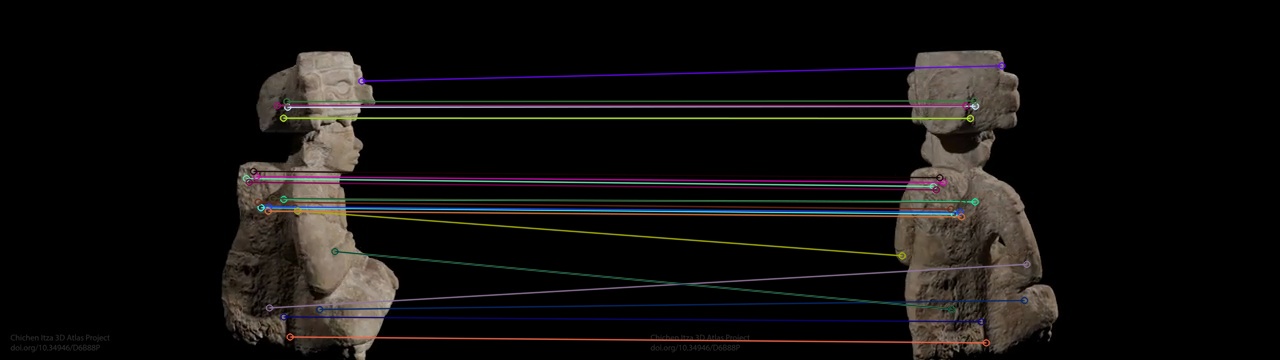 Chichen Itza 3D Atlas Project
doi.org/10.34946/D6B88P
Chichen Itza 3D Atlas Project
doi.org/10.34946/D6B88P